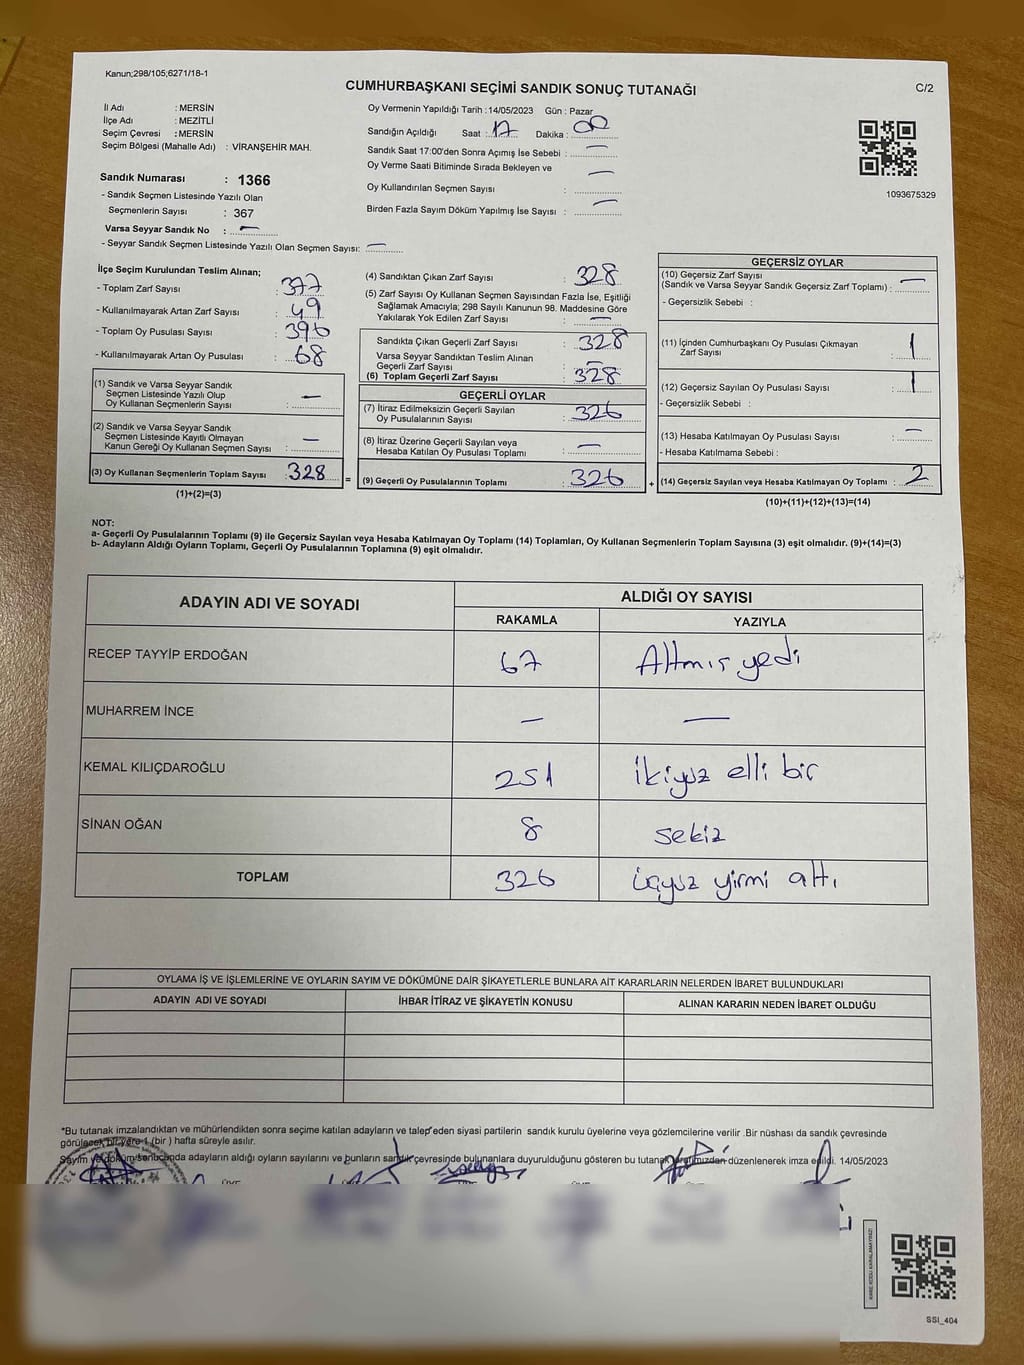 Kanun;298/105;6271/18-1
CUMHURBAŞKANI SEÇİMİ SANDIK SONUÇ TUTANAĞI
C/2
İl Adı : MERSİN
İlçe Adı : MEZİTLİ
Seçim Çevresi : MERSİN
Seçim Bölgesi (Mahalle Adı) : VİRANŞEHİR MAH.
Sandık Numarası : 1366
- Sandık Seçmen Listesinde Yazılı Olan
Seçmenlerin Sayısı : 367
Varsa Seyyar Sandık No : —
- Seyyar Sandık Seçmen Listesinde Yazılı Olan Seçmen Sayısı: —
Oy Vermenin Yapıldığı Tarih : 14/05/2023 Gün : Pazar
Sandığın Açıldığı Saat : 17 Dakika : 00
Sandık Saat 17:00'den Sonra Açımış İse Sebebi : —
Oy Verme Saati Bitiminde Sırada Bekleyen ve
Oy Kullandırılan Seçmen Sayısı : —
Birden Fazla Sayım Döküm Yapılmış İse Sayısı : —
1093675329
İlçe Seçim Kurulundan Teslim Alınan;
- Toplam Zarf Sayısı : 377
- Kullanılmayarak Artan Zarf Sayısı : 49
- Toplam Oy Pusulası Sayısı : 396
- Kullanılmayarak Artan Oy Pusulası : 68
(1) Sandık ve Varsa Seyyar Sandık
Seçmen Listesinde Yazılı Olup
Oy Kullanan Seçmenlerin Sayısı : —
(2) Sandık ve Varsa Seyyar Sandık
Seçmen Listesinde Kayıtlı Olmayan
Kanun Gereği Oy Kullanan Seçmen Sayısı : —
(3) Oy Kullanan Seçmenlerin Toplam Sayısı : 328
(1)+(2)=(3)
=
(4) Sandıktan Çıkan Zarf Sayısı : 328
(5) Zarf Sayısı Oy Kullanan Seçmen Sayısından Fazla İse, Eşitliği
Sağlamak Amacıyla; 298 Sayılı Kanunun 98. Maddesine Göre
Yakılarak Yok Edilen Zarf Sayısı : —
Sandıkta Çıkan Geçerli Zarf Sayısı : 328
Varsa Seyyar Sandıktan Teslim Alınan
Geçerli Zarf Sayısı : —
(6) Toplam Geçerli Zarf Sayısı : 328
GEÇERLİ OYLAR
(7) İtiraz Edilmeksizin Geçerli Sayılan
Oy Pusulalarının Sayısı : 326
(8) İtiraz Üzerine Geçerli Sayılan veya
Hesaba Katılan Oy Pusulası Toplamı : —
(9) Geçerli Oy Pusulalarının Toplamı : 326
+
GEÇERSİZ OYLAR
(10) Geçersiz Zarf Sayısı
(Sandık ve Varsa Seyyar Sandık Geçersiz Zarf Toplamı) : —
- Geçersizlik Sebebi :
(11) İçinden Cumhurbaşkanı Oy Pusulası Çıkmayan
Zarf Sayısı : 1
(12) Geçersiz Sayılan Oy Pusulası Sayısı : 1
- Geçersizlik Sebebi :
(13) Hesaba Katılmayan Oy Pusulası Sayısı : —
- Hesaba Katılmama Sebebi :
(14) Geçersiz Sayılan veya Hesaba Katılmayan Oy Toplamı : 2
(10)+(11)+(12)+(13)=(14)
NOT:
a- Geçerli Oy Pusulalarının Toplamı (9) ile Geçersiz Sayılan veya Hesaba Katılmayan Oy Toplamı (14) Toplamları, Oy Kullanan Seçmenlerin Toplam Sayısına (3) eşit olmalıdır. (9)+(14)=(3)
b- Adayların Aldığı Oyların Toplamı, Geçerli Oy Pusulalarının Toplamına (9) eşit olmalıdır.
ADAYIN ADI VE SOYADI
ALDIĞI OY SAYISI
RAKAMLA YAZIYLA
RECEP TAYYİP ERDOĞAN 67 Altmış yedi
MUHARREM İNCE — —
KEMAL KILIÇDAROĞLU 251 ikiyüz elli bir
SİNAN OĞAN 8 sekiz
TOPLAM 326 üçyüz yirmi altı
OYLAMA İŞ VE İŞLEMLERİNE VE OYLARIN SAYIM VE DÖKÜMÜNE DAİR ŞİKAYETLERLE BUNLARA AİT KARARLARIN NELERDEN İBARET BULUNDUKLARI
ADAYIN ADI VE SOYADI İHBAR İTİRAZ VE ŞİKAYETİN KONUSU ALINAN KARARIN NEDEN İBARET OLDUĞU
*Bu tutanak imzalandıktan ve mühürlendikten sonra seçime katılan adayların ve talep eden siyasi partilerin sandık kurulu üyelerine veya gözlemcilerine verilir .Bir nüshası da sandık çevresinde
görülecek bir yere 1 (bir ) hafta süreyle asılır.
Sayım ve döküm sonucunda adayların aldığı oyların sayılarını ve bunların sandık çevresinde bulunanlara duyurulduğunu gösteren bu tutanak tarafımızdan düzenlenerek imza edildi. 14/05/2023
KARE KODU KARALAMAYINIZ!
SSI_404